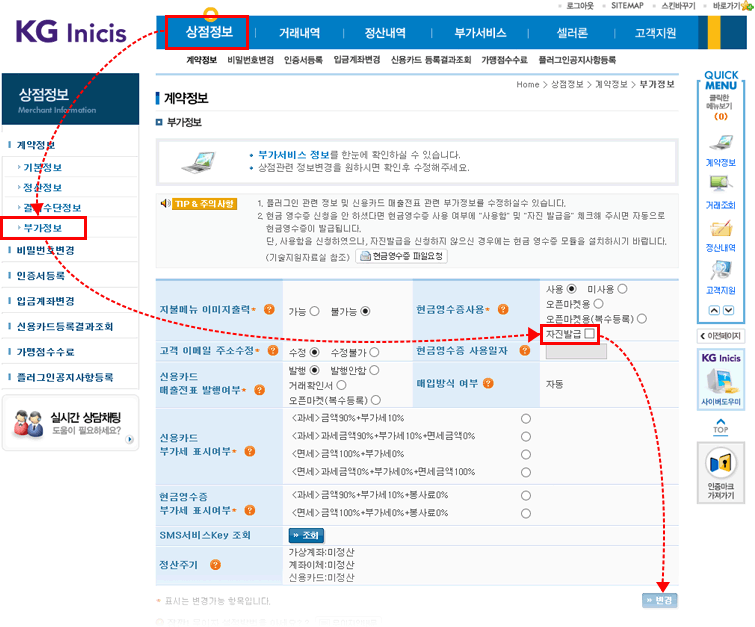 로그아웃 SITEMAP 스킨바꾸기 바로가기
KG Inicis
상점정보 거래내역 정산내역 부가서비스 셀러론 고객지원
계약정보 비밀번호변경 인증서등록 입금계좌변경 신용카드 등록결과조회 가맹점수수료 플러그인공지사항등록
상점정보
Merchant Information
계약정보
기본정보
정산정보
결제수단정보
부가정보
비밀번호변경
인증서등록
입금계좌변경
신용카드등록결과조회
가맹점수수료
플러그인공지사항등록
실시간 상담채팅
도움이 필요하세요?
Home > 상점정보 > 계약정보 > 부가정보
계약정보
부가정보
부가서비스 정보를 한눈에 확인하실 수 있습니다.
상점관련 정보변경을 원하시면 확인후 수정해주세요.
TIP & 주의사항
1. 플러그인 관련 정보 및 신용카드 매출전표 관련 부가정보를 수정하실수 있습니다.
2. 현금 영수증 신청을 안 하셨다면 현금영수증 사용 여부에 "사용함" 및 "자진 발급을" 체크해 주시면 자동으로
현금영수증이 발급됩니다.
단, 사용함을 신청하였으나, 자진발급을 신청하지 않으신 경우에는 현금 영수증 모듈을 설치하시기 바랍니다.
(기술지원자료실 참조) 현금영수증 파일요청
지불메뉴 이미지출력* ? 가능 불가능
현금영수증사용* ? 사용 미사용
오픈마켓용
오픈마켓용(복수등록)
자진발급
고객 이메일 주소수정* ? 수정 수정불가
현금영수증 사용일자 ?
신용카드
매출전표 발행여부* ?
발행 발행안함
거래확인서
오픈마켓(복수등록)
매입방식 여부 ? 자동
신용카드
부가세 표시여부* ?
<과세>금액90%+부가세10%
<과세>과세금액90%+부가세10%+면세금액0%
<면세>금액100%+부가세0%
<면세>과세금액0%+부가세0%+면세금액100%
현금영수증
부가세 표시여부* ?
<과세>금액90%+부가세10%+봉사료0%
<면세>금액100%+부가세0%+봉사료0%
SMS서비스Key 조회 » 조회
정산주기 ?
가상계좌:미정산
계좌이체:미정산
신용카드:미정산
* 표시는 변경가능 항목입니다.
» 변경
QUICK
MENU
클릭한
메뉴보기
(0)
계약정보
거래조회
정산내역
고객지원
이전페이지
KG Inicis
사이버도우미
TOP
인증마크
가져가기